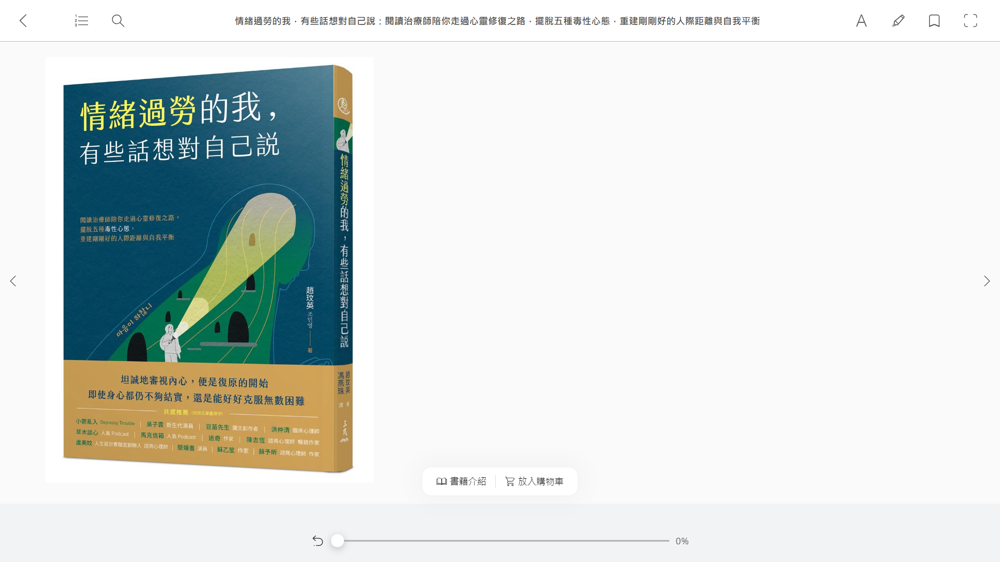 情緒過勞的我，有些話想對自己說：閱讀治療師陪你走過心靈修復之路，擺脫五種毒性心態，重建剛剛好的人際距離與自我平衡
情緒過勞的我，
有些話想對自己説
閱讀治療師陪你走過心靈修復之路，
擺脫五種毒性心態，
重建剛剛好的人際距離與自我平衡
마음이 하찮니
趙玟英 조민영 著
坦誠地審視內心，便是復原的開始
即使身心都仍不夠結實，還是能好好克服無數困難
共感推薦（依姓氏筆畫排序）
小鬱亂入 Depressy Trouble | 吳子霏 新生代演員 | 豆苗先生 圖文創作者 | 洪仲清 臨床心理師
草木談心 人氣 Podcast | 馬克信箱 人氣 Podcast | 追奇 作家 | 陳志恆 諮商心理師 暢銷作家
盧美妏 人生設計實驗室創辦人 諮商心理師 | 簡嫚書 演員 | 蘇乙笙 作家 | 蘇予昕 諮商心理師 作家
情緒過勞的我，有些話想對自己説
趙玟英 著
馮燕珠 譯
三民
書籍介紹
放入購物車
0%